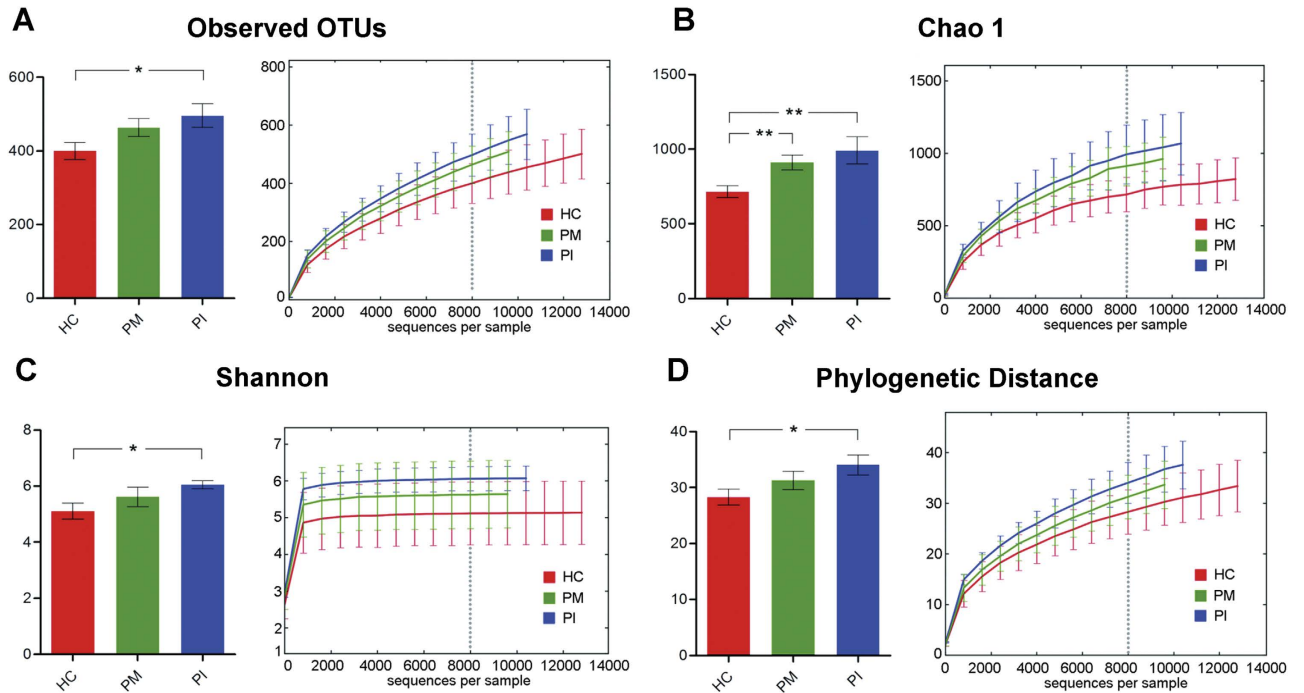 A
Observed OTUs
600
400
200
0
*
HC
PM
PI
800
600
400
200
0
HC
PM
PI
0 2000 4000 6000 8000 10000 12000 14000
sequences per sample
B
Chao 1
1500
1000
500
0
**
**
HC
PM
PI
1500
1000
500
0
HC
PM
PI
0 2000 4000 6000 8000 10000 12000 14000
sequences per sample
C
Shannon
8
6
4
2
0
*
HC
PM
PI
7
6
5
4
3
2
1
HC
PM
PI
0 2000 4000 6000 8000 10000 12000 14000
sequences per sample
D
Phylogenetic Distance
40
30
20
10
0
*
HC
PM
PI
40
30
20
10
0
HC
PM
PI
0 2000 4000 6000 8000 10000 12000 14000
sequences per sample